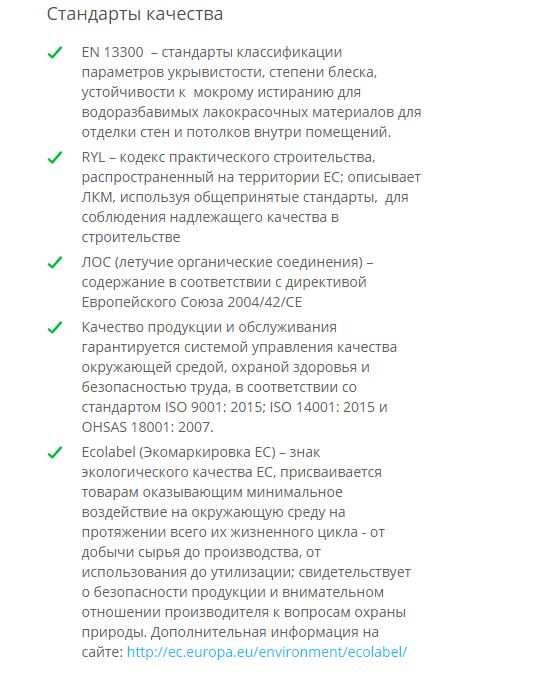 Стандарты качества
EN 13300  – стандарты классификации
параметров укрывистости, степени блеска,
устойчивости к  мокрому истиранию для
водоразбавимых лакокрасочных материалов для
отделки стен и потолков внутри помещений.
RYL – кодекс практического строительства,
распространенный на территории ЕС; описывает
ЛКМ, используя общепринятые стандарты,  для
соблюдения надлежащего качества в
строительстве
ЛОС (летучие органические соединения) –
содержание в соответствии с директивой
Европейского Союза 2004/42/CE
Качество продукции и обслуживания
гарантируется системой управления качества
окружающей средой, охраной здоровья и
безопасностью труда, в соответствии со
стандартом ISO 9001: 2015; ISO 14001: 2015 и
OHSAS 18001: 2007.
Ecolabel (Экомаркировка ЕС) – знак
экологического качества ЕС, присваивается
товарам оказывающим минимальное
воздействие на окружающую среду на
протяжении всего их жизненного цикла - от
добычи сырья до производства, от
использования до утилизации; свидетельствует
о безопасности продукции и внимательном
отношении производителя к вопросам охраны
природы. Дополнительная информация на
сайте: http://ec.europa.eu/environment/ecolabel/